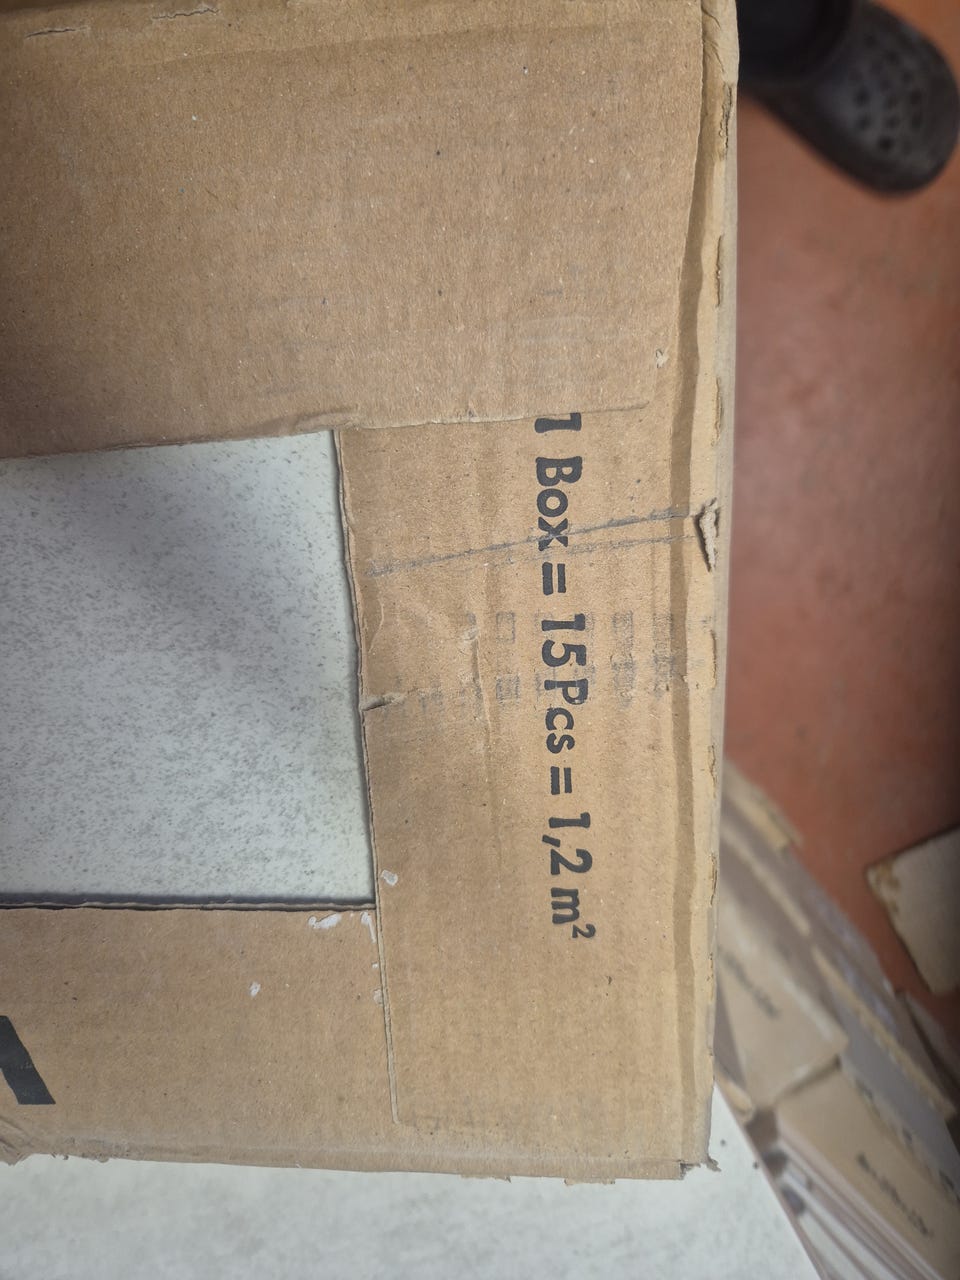 1 Box = 15 Pcs = 1,2 m²